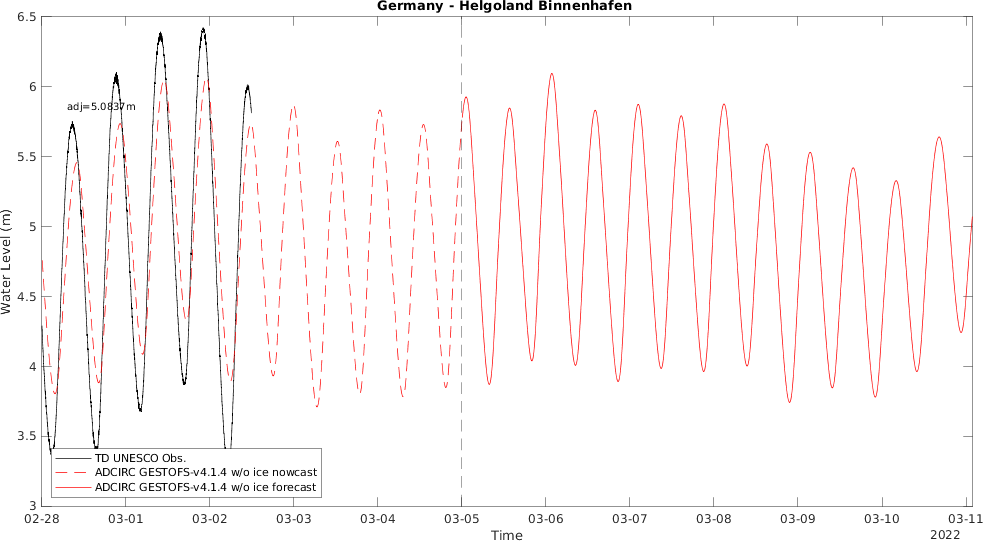 Germany - Helgoland Binnenhafen
6.5
6
5.5
5
4.5
4
3.5
3
Water Level (m)
adj=5.0837m
TD UNESCO Obs.
ADCIRC GESTOFS-v4.1.4 w/o ice nowcast
ADCIRC GESTOFS-v4.1.4 w/o ice forecast
02-28 03-01 03-02 03-03 03-04 03-05 03-06 03-07 03-08 03-09 03-10 03-11
Time
2022